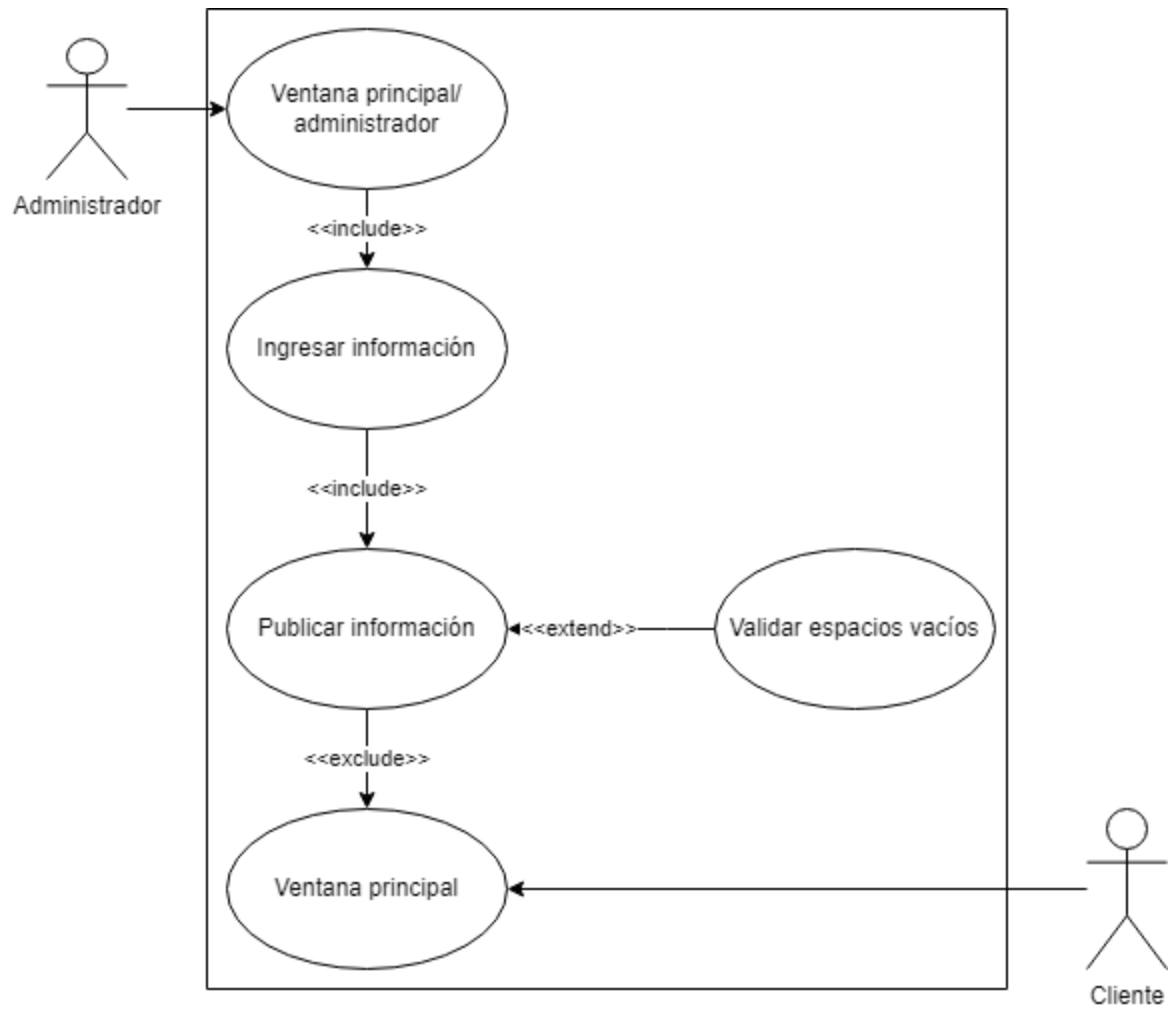 Ventana principal/
administrador
Administrador
<<include>>
Ingresar información
<<include>>
Publicar información
<<extend>>
Validar espacios vacíos
<<exclude>>
Ventana principal
Cliente